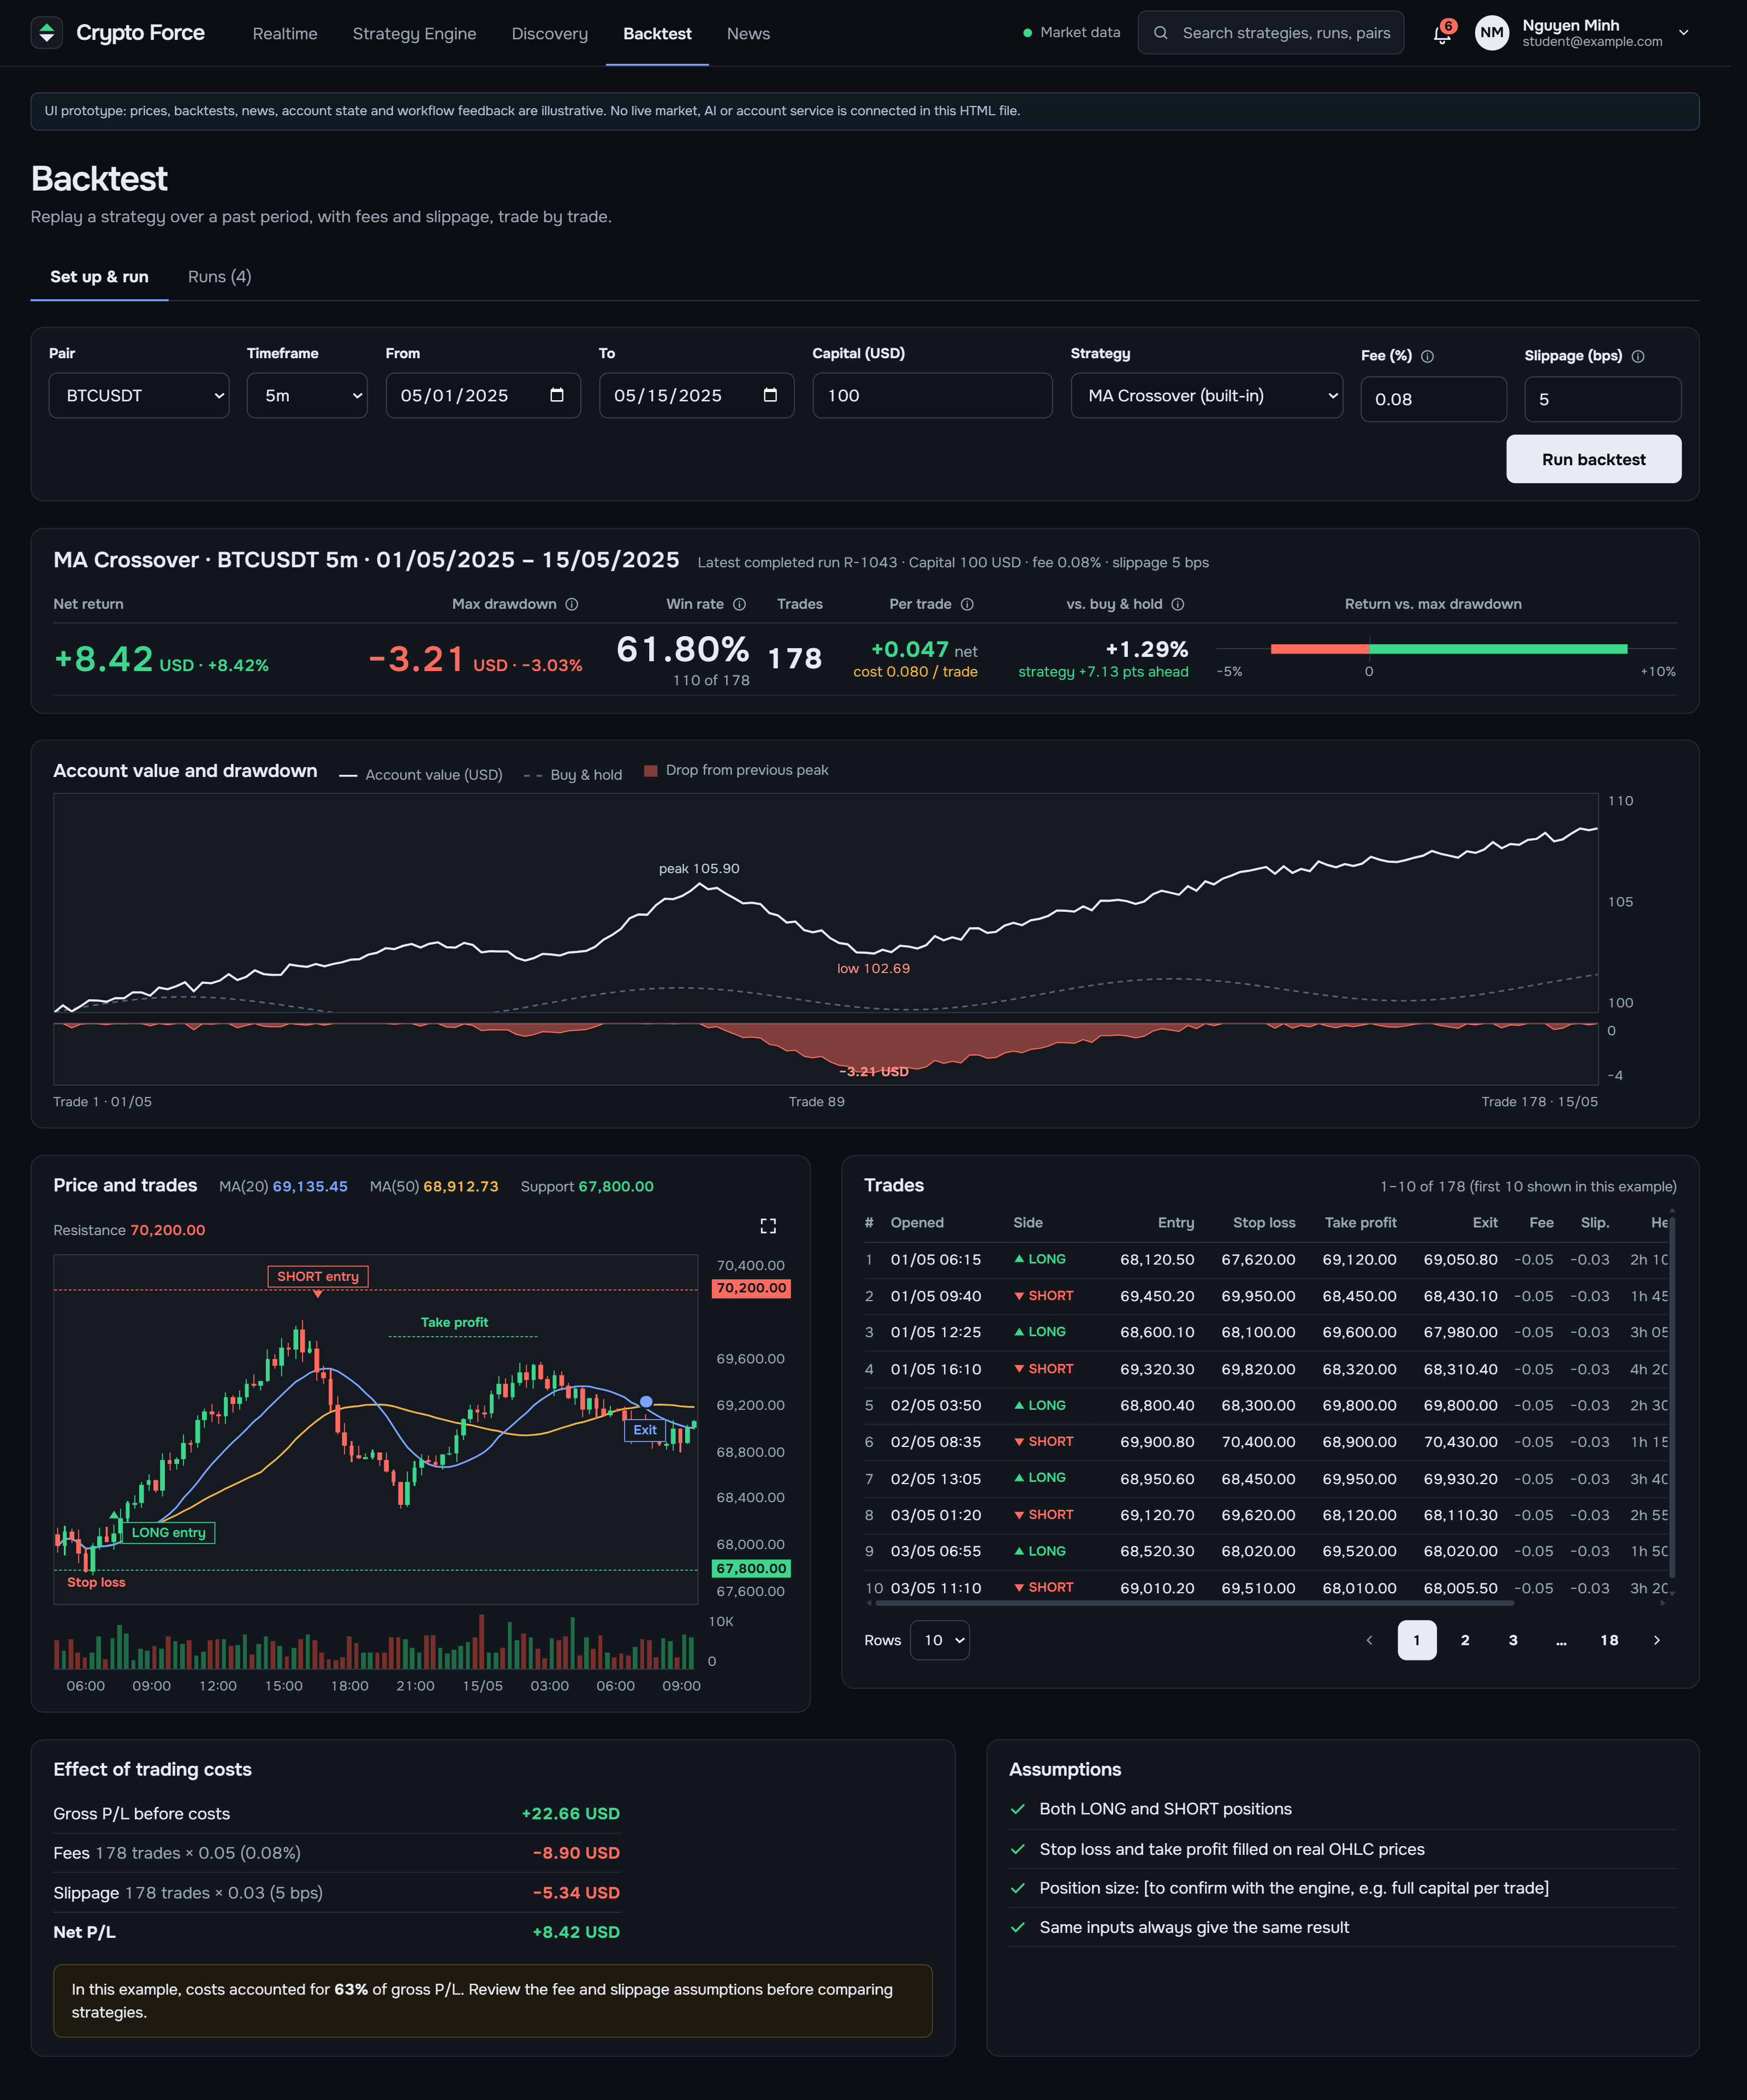 Crypto Force
Realtime
Strategy Engine
Discovery
Backtest
News
Market data
Search strategies, runs, pairs
6
NM
Nguyen Minh
student@example.com
UI prototype: prices, backtests, news, account state and workflow feedback are illustrative. No live market, AI or account service is connected in this HTML file.
Backtest
Replay a strategy over a past period, with fees and slippage, trade by trade.
Set up & run
Runs (4)
Pair Timeframe From To Capital (USD) Strategy Fee (%) Slippage (bps)
BTCUSDT 5m 05/01/2025 05/15/2025 100 MA Crossover (built-in) 0.08 5
Run backtest
MA Crossover · BTCUSDT 5m · 01/05/2025 – 15/05/2025 Latest completed run R-1043 · Capital 100 USD · fee 0.08% · slippage 5 bps
Net return Max drawdown Win rate Trades Per trade vs. buy & hold Return vs. max drawdown
+8.42 USD · +8.42% −3.21 USD · −3.03% 61.80% 178 +0.047 net +1.29%
110 of 178 cost 0.080 / trade strategy +7.13 pts ahead −5% 0 +10%
Account value and drawdown Account value (USD) Buy & hold Drop from previous peak
110
peak 105.90
105
low 102.69
100
0
−3.21 USD
−4
Trade 1 · 01/05 Trade 89 Trade 178 · 15/05
Price and trades MA(20) 69,135.45 MA(50) 68,912.73 Support 67,800.00
Resistance 70,200.00
70,400.00
SHORT entry
70,200.00
Take profit
69,600.00
69,200.00
Exit
68,800.00
68,400.00
LONG entry
68,000.00
67,800.00
Stop loss
67,600.00
10K
0
06:00 09:00 12:00 15:00 18:00 21:00 15/05 03:00 06:00 09:00
Trades 1–10 of 178 (first 10 shown in this example)
# Opened Side Entry Stop loss Take profit Exit Fee Slip. He
1 01/05 06:15 LONG 68,120.50 67,620.00 69,120.00 69,050.80 −0.05 −0.03 2h 10
2 01/05 09:40 SHORT 69,450.20 69,950.00 68,450.00 68,430.10 −0.05 −0.03 1h 45
3 01/05 12:25 LONG 68,600.10 68,100.00 69,600.00 67,980.00 −0.05 −0.03 3h 05
4 01/05 16:10 SHORT 69,320.30 69,820.00 68,320.00 68,310.40 −0.05 −0.03 4h 20
5 02/05 03:50 LONG 68,800.40 68,300.00 69,800.00 69,800.00 −0.05 −0.03 2h 30
6 02/05 08:35 SHORT 69,900.80 70,400.00 68,900.00 70,430.00 −0.05 −0.03 1h 15
7 02/05 13:05 LONG 68,950.60 68,450.00 69,950.00 69,930.20 −0.05 −0.03 3h 40
8 03/05 01:20 SHORT 69,120.70 69,620.00 68,120.00 68,110.30 −0.05 −0.03 2h 55
9 03/05 06:55 LONG 68,520.30 68,020.00 69,520.00 68,020.00 −0.05 −0.03 1h 50
10 03/05 11:10 SHORT 69,010.20 69,510.00 68,010.00 68,005.50 −0.05 −0.03 3h 20
Rows 10 1 2 3 … 18
Effect of trading costs
Gross P/L before costs +22.66 USD
Fees 178 trades × 0.05 (0.08%) −8.90 USD
Slippage 178 trades × 0.03 (5 bps) −5.34 USD
Net P/L +8.42 USD
In this example, costs accounted for 63% of gross P/L. Review the fee and slippage assumptions before comparing
strategies.
Assumptions
Both LONG and SHORT positions
Stop loss and take profit filled on real OHLC prices
Position size: [to confirm with the engine, e.g. full capital per trade]
Same inputs always give the same result